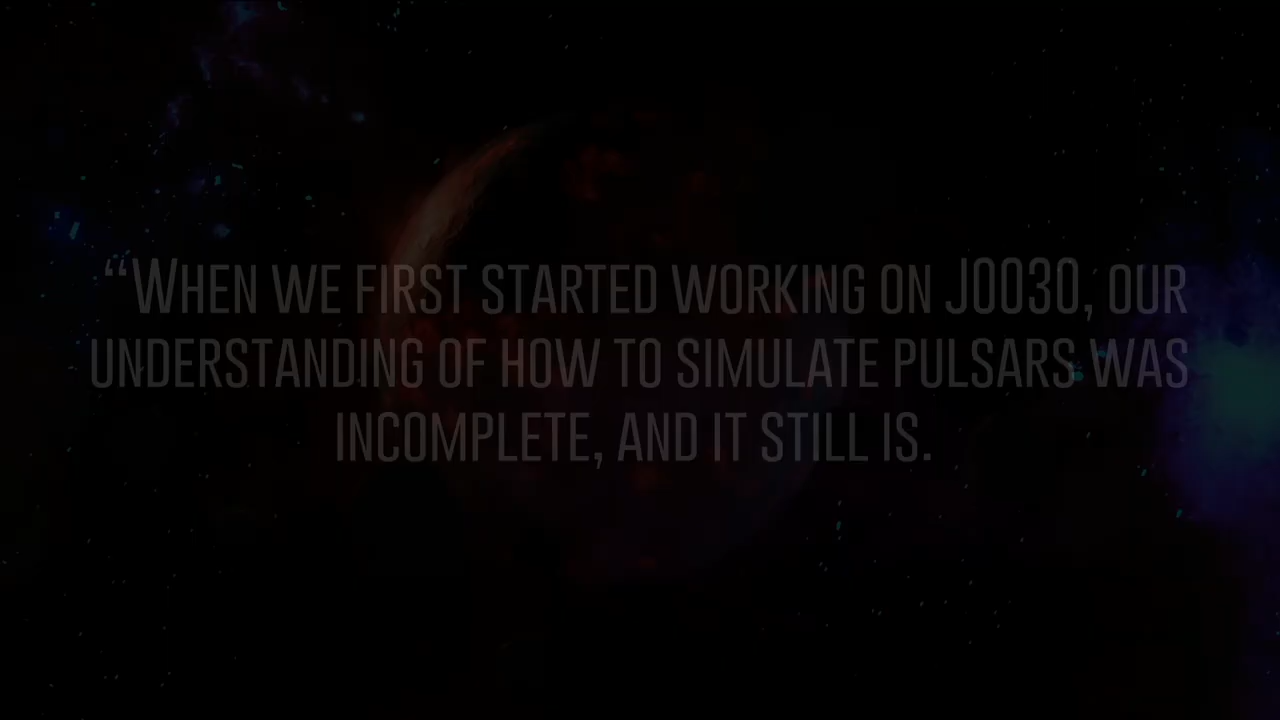 “When we first started working on J0030, our
understanding of how to simulate pulsars was
incomplete, and it still is.